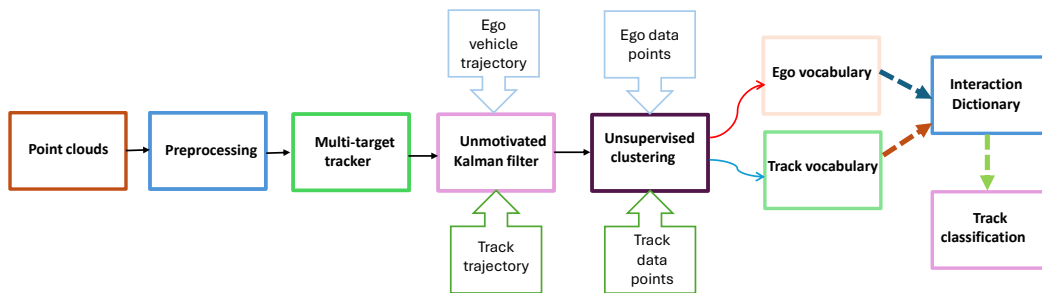 Point clouds
Preprocessing
Multi-target
tracker
Ego
vehicle
trajectory
Unmotivated
Kalman filter
Track
trajectory
Ego data
points
Unsupervised
clustering
Track
data
points
Ego vocabulary
Track vocabulary
Interaction
Dictionary
Track
classification